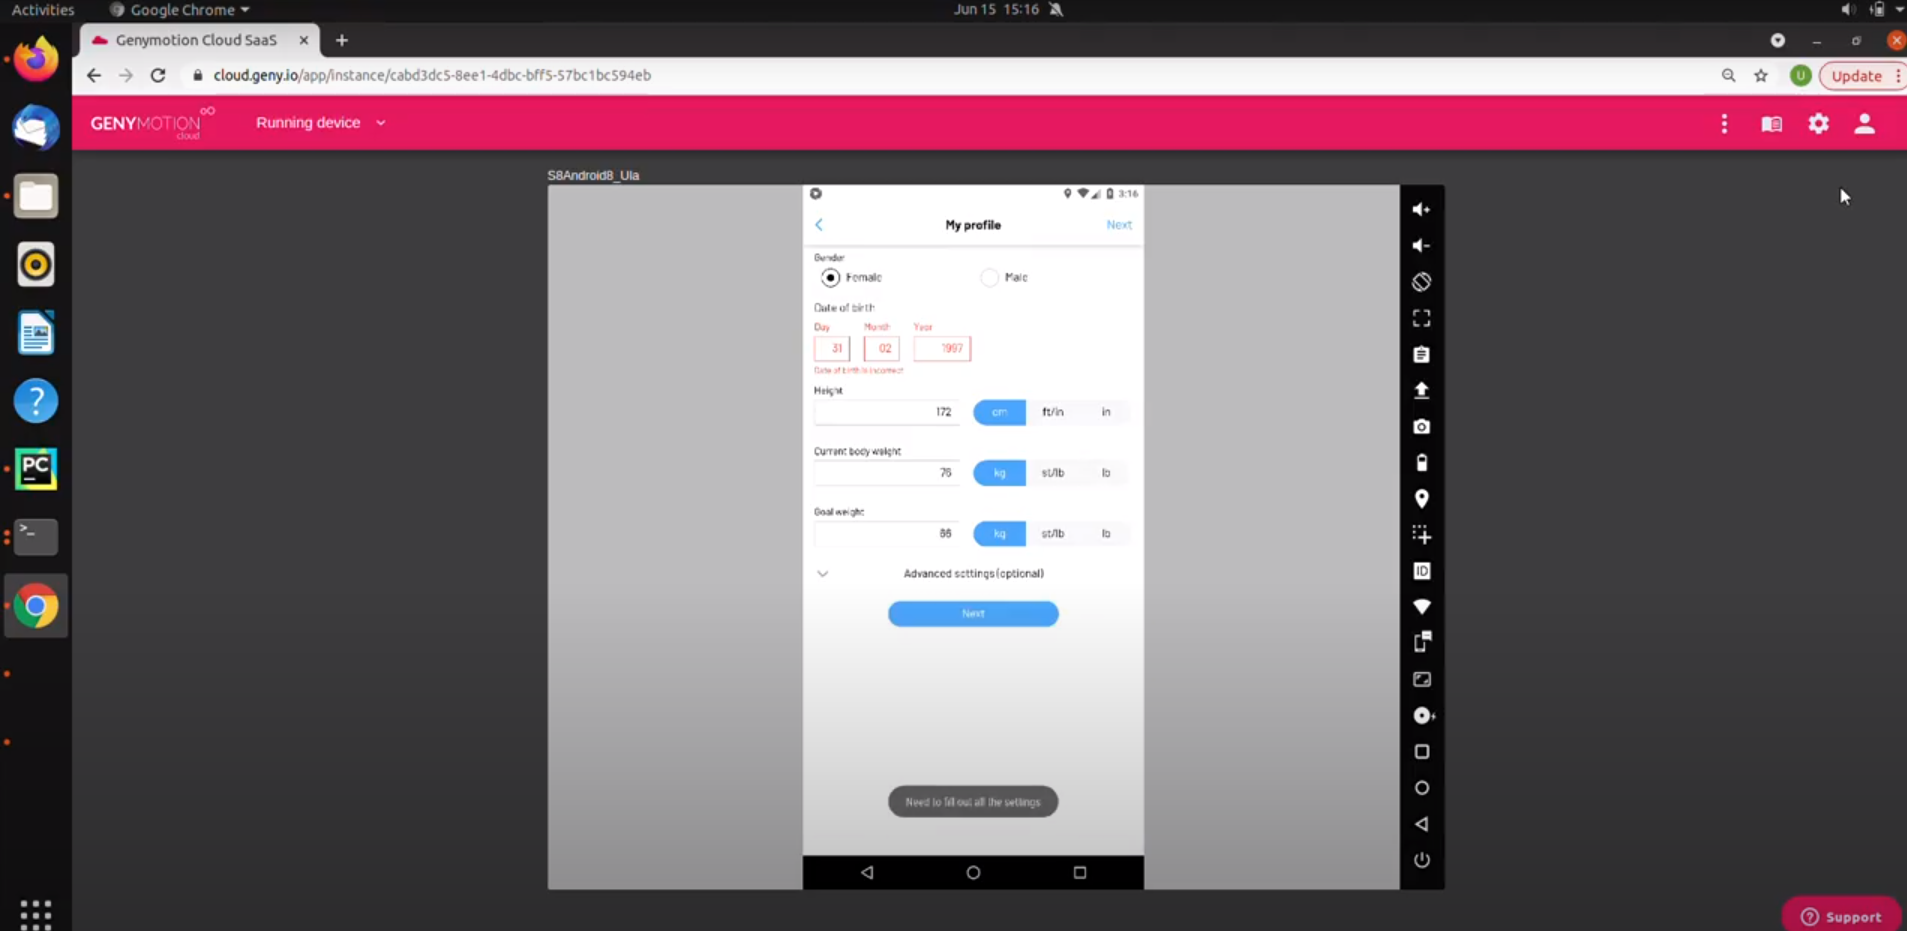 Activities
Google Chrome
Jun 15 15:16
Genymotion Cloud SaaS
cloud.geny.io/app/instance/cabd3dc5-8ee1-4dbc-bff5-57bc1bc594eb
U
Update
GENYMOTION
cloud
Running device
S8Android8_Ula
3:16
My profile
Next
Gender
Female
Male
Date of birth
Day
Month
Year
31
02
1997
Date of birth is incorrect
Height
172
cm
ft/in
in
Current body weight
76
kg
st/lb
lb
Goal weight
66
kg
st/lb
lb
Advanced settings (optional)
Next
Need to fill out all the settings
PC
ID
Support